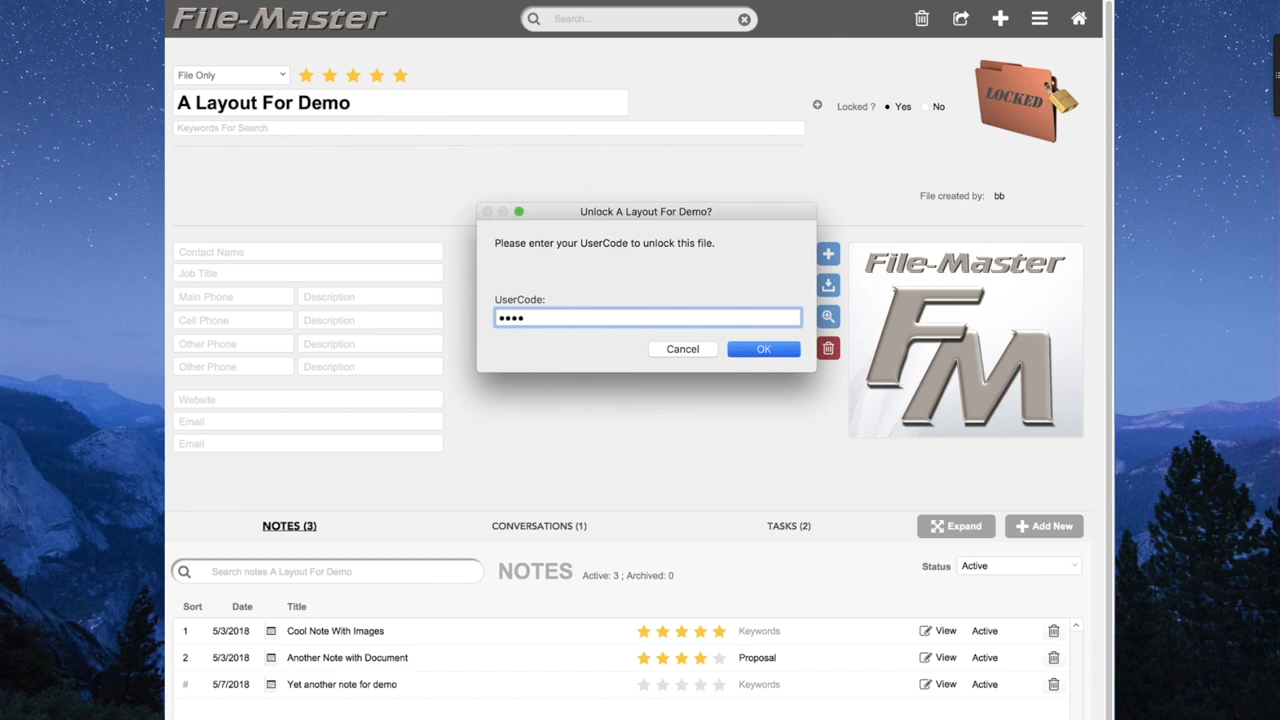 File-Master
Search...
File Only
A Layout For Demo
Keywords For Search
Locked ? Yes No
LOCKED
File created by: bb
Unlock A Layout For Demo?
Please enter your UserCode to unlock this file.
UserCode:
••••
Cancel OK
Contact Name
Job Title
Main Phone Description
Cell Phone Description
Other Phone Description
Other Phone Description
Website
Email
Email
File-Master
FM
NOTES (3) CONVERSATIONS (1) TASKS (2) Expand Add New
Search notes A Layout For Demo
NOTES Active: 3 ; Archived: 0
Status Active
Sort Date Title
1 5/3/2018 Cool Note With Images Keywords View Active
2 5/3/2018 Another Note with Document Proposal View Active
# 5/7/2018 Yet another note for demo Keywords View Active